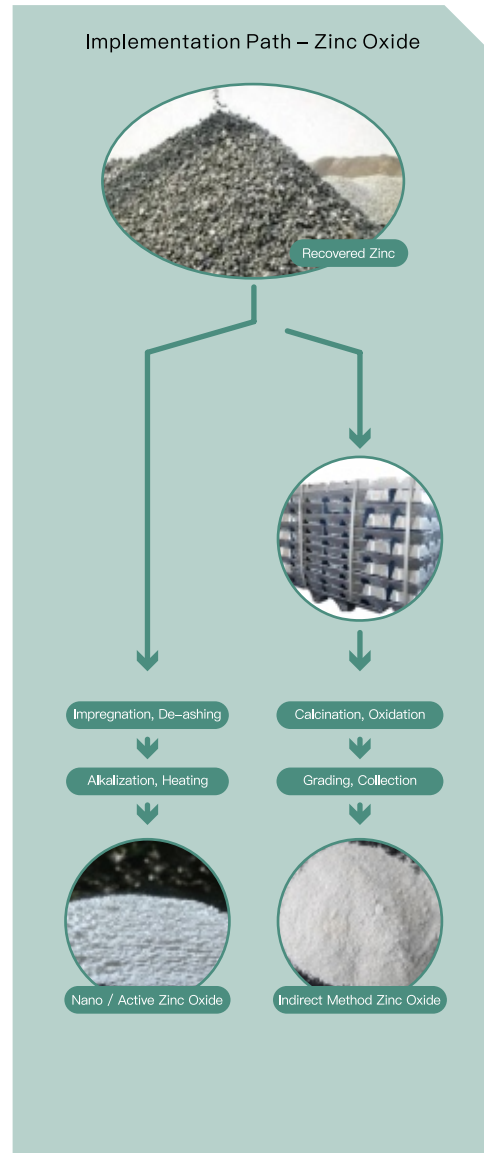 Implementation Path – Zinc Oxide
Recovered Zinc
Impregnation, De–ashing
Calcination, Oxidation
Alkalization, Heating
Grading, Collection
Nano / Active Zinc Oxide
Indirect Method Zinc Oxide